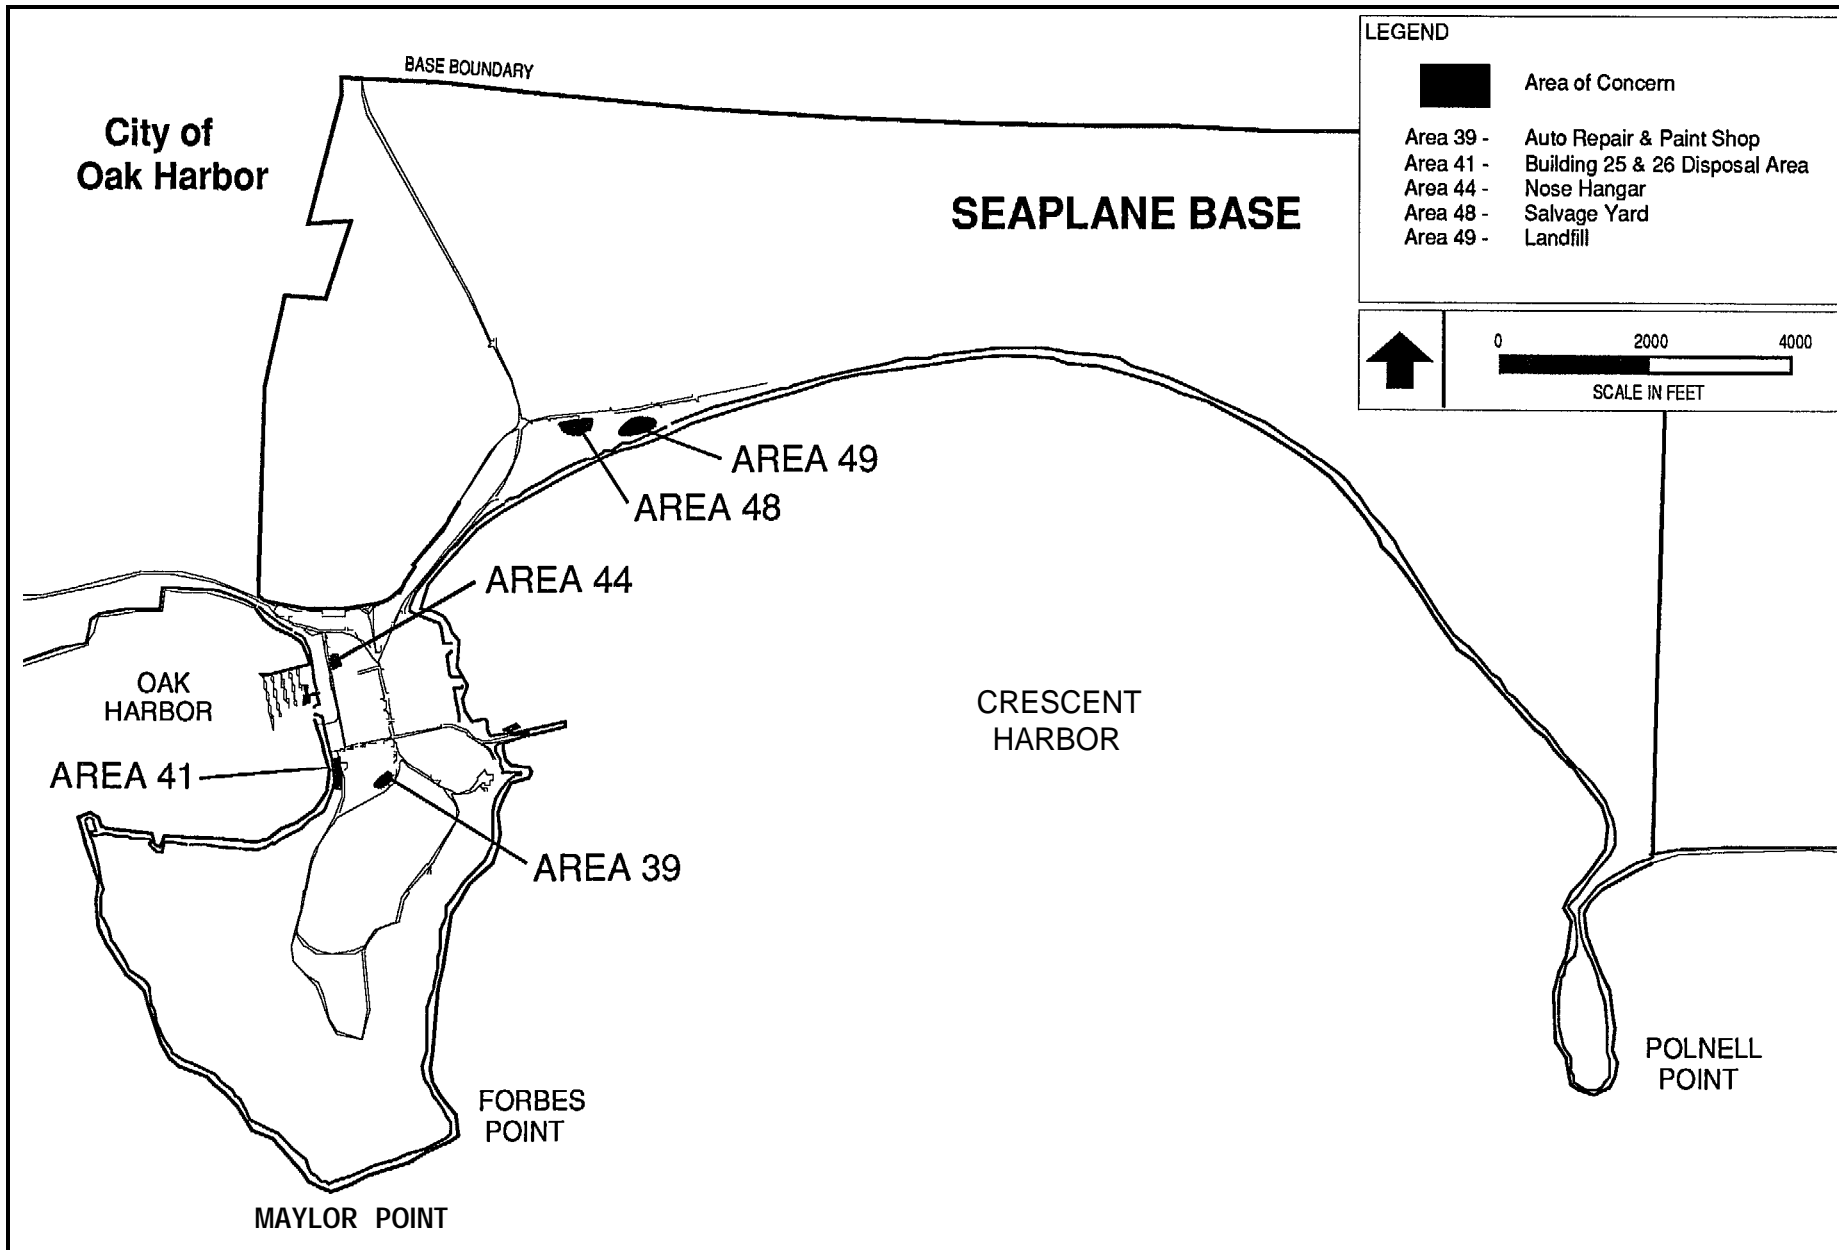 BASE BOUNDARY
City of
Oak Harbor
SEAPLANE BASE
LEGEND
Area of Concern
Area 39 - Auto Repair & Paint Shop
Area 41 - Building 25 & 26 Disposal Area
Area 44 - Nose Hangar
Area 48 - Salvage Yard
Area 49 - Landfill
0 2000 4000
SCALE IN FEET
AREA 49
AREA 48
AREA 44
OAK
HARBOR
CRESCENT
HARBOR
AREA 41
AREA 39
FORBES
POINT
POLNELL
POINT
MAYLOR POINT